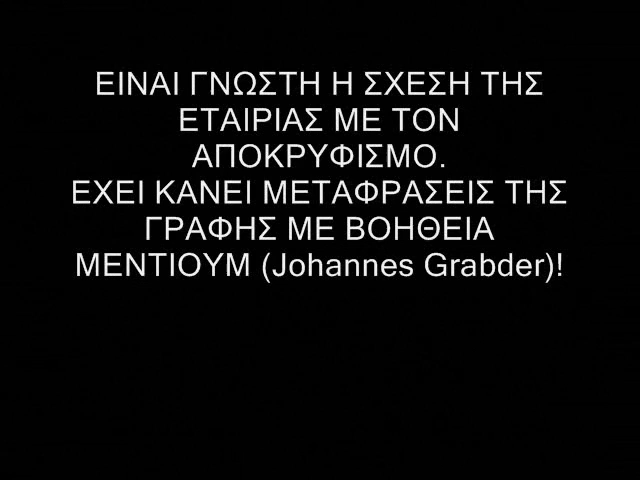 ΕΙΝΑΙ ΓΝΩΣΤΗ Η ΣΧΕΣΗ ΤΗΣ
ΕΤΑΙΡΙΑΣ ΜΕ ΤΟΝ
ΑΠΟΚΡΥΦΙΣΜΟ.
ΕΧΕΙ ΚΑΝΕΙ ΜΕΤΑΦΡΑΣΕΙΣ ΤΗΣ
ΓΡΑΦΗΣ ΜΕ ΒΟΗΘΕΙΑ
ΜΕΝΤΙΟΥΜ (Johannes Grabder)!